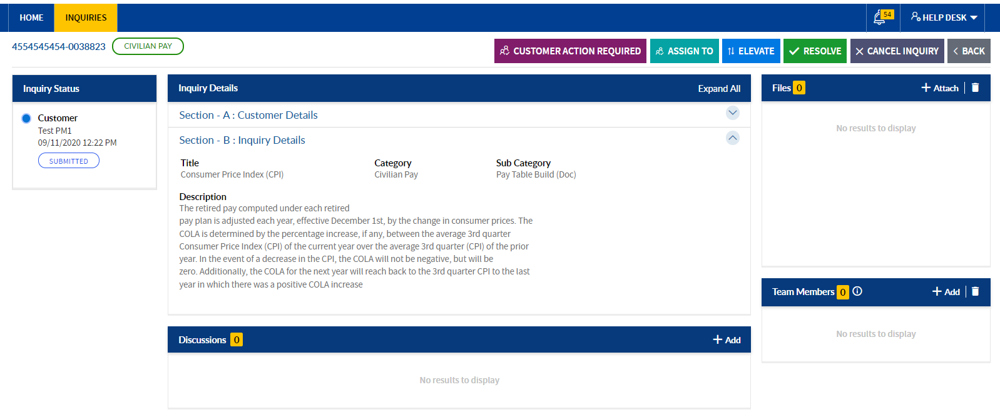 HOME INQUIRIES 54 HELP DESK
4554545454-0038823 CIVILIAN PAY CUSTOMER ACTION REQUIRED ASSIGN TO ELEVATE RESOLVE CANCEL INQUIRY BACK
Inquiry Status
Customer
Test PM1
09/11/2020 12:22 PM
SUBMITTED
Inquiry Details Expand All
Section - A : Customer Details
Section - B : Inquiry Details
Title Category Sub Category
Consumer Price Index (CPI) Civilian Pay Pay Table Build (Doc)
Description
The retired pay computed under each retired
pay plan is adjusted each year, effective December 1st, by the change in consumer prices. The
COLA is determined by the percentage increase, if any, between the average 3rd quarter
Consumer Price Index (CPI) of the current year over the average 3rd quarter (CPI) of the prior
year. In the event of a decrease in the CPI, the COLA will not be negative, but will be
zero. Additionally, the COLA for the next year will reach back to the 3rd quarter CPI to the last
year in which there was a positive COLA increase
Discussions 0 Add
No results to display
Files 0 Attach
No results to display
Team Members 0 Add
No results to display